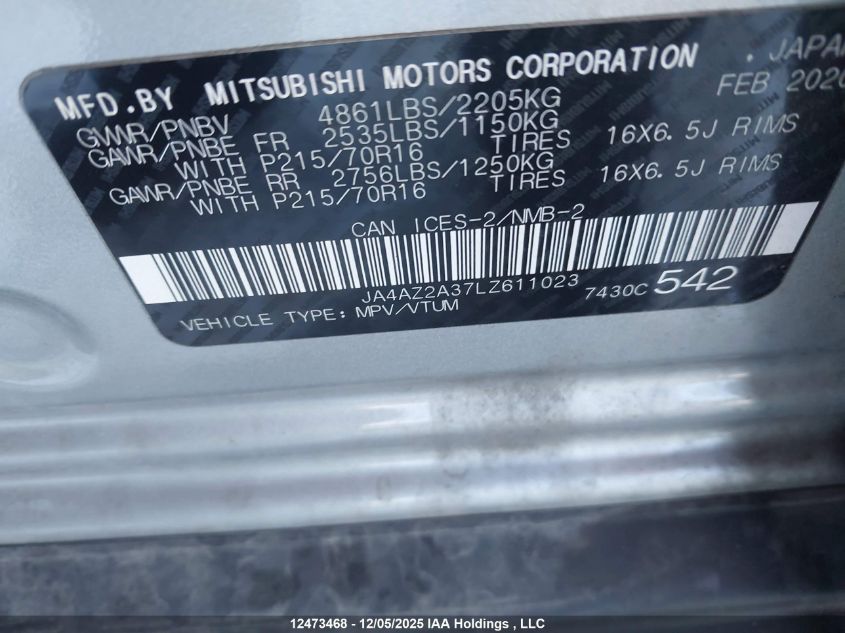 MFD.BY MITSUBISHI MOTORS CORPORATION . JAPAN
FEB 2020
GVWR/PNBV 4861LBS/2205KG
GAWR/PNBE FR 2535LBS/1150KG
WITH P215/70R16 TIRES 16X6.5J RIMS
GAWR/PNBE RR 2756LBS/1250KG
WITH P215/70R16 TIRES 16X6.5J RIMS
CAN ICES-2/NMB-2
JA4AZ2A37LZ611023 7430C 542
VEHICLE TYPE: MPV/VTUM
12473468 - 12/05/2025 IAA Holdings , LLC